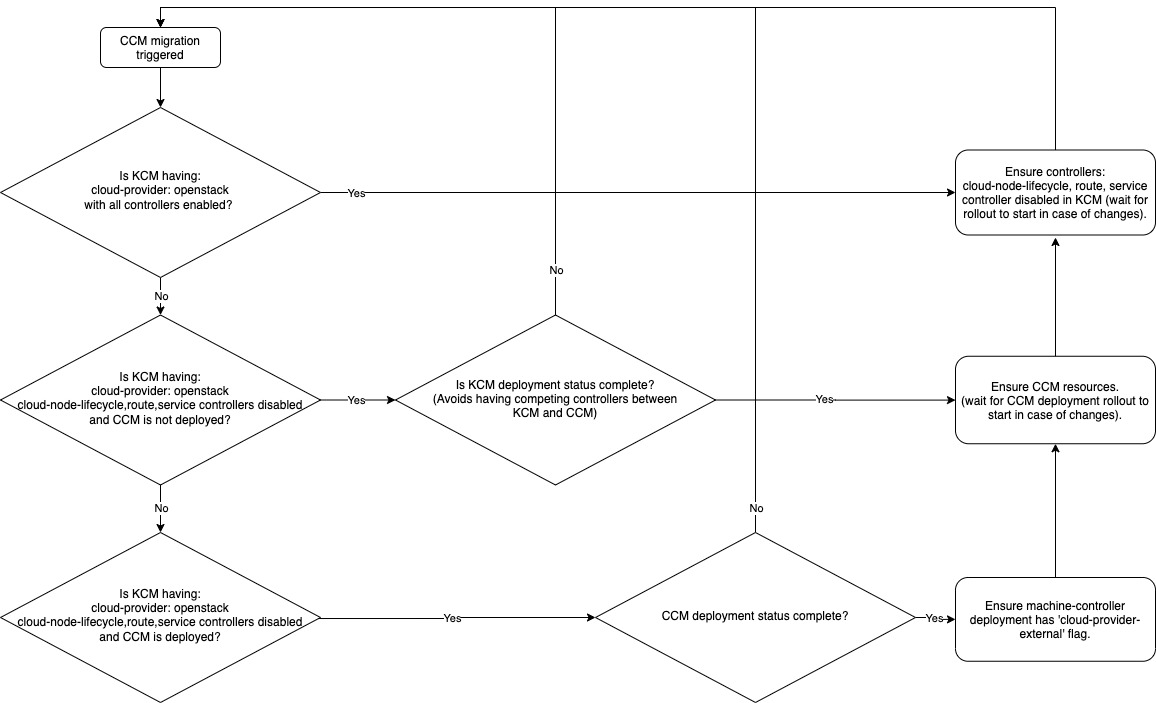 CCM migration
triggered
Is KCM having:
cloud-provider: openstack
with all controllers enabled?
Yes
Ensure controllers:
cloud-node-lifecycle, route, service
controller disabled in KCM (wait for
rollout to start in case of changes).
No
No
Is KCM having:
cloud-provider: openstack
cloud-node-lifecycle,route,service controllers disabled
and CCM is not deployed?
Yes
Is KCM deployment status complete?
(Avoids having competing controllers between
KCM and CCM)
Yes
Ensure CCM resources.
(wait for CCM deployment rollout to
start in case of changes).
No
No
Is KCM having:
cloud-provider: openstack
cloud-node-lifecycle,route,service controllers disabled
and CCM is deployed?
Yes
CCM deployment status complete?
Yes
Ensure machine-controller
deployment has 'cloud-provider-
external' flag.